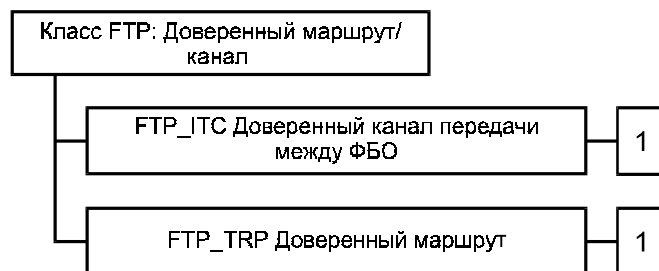 Класс FTP: Доверенный маршрут/
канал
FTP_ITC Доверенный канал передачи
между ФБО
1
FTP_TRP Доверенный маршрут
1